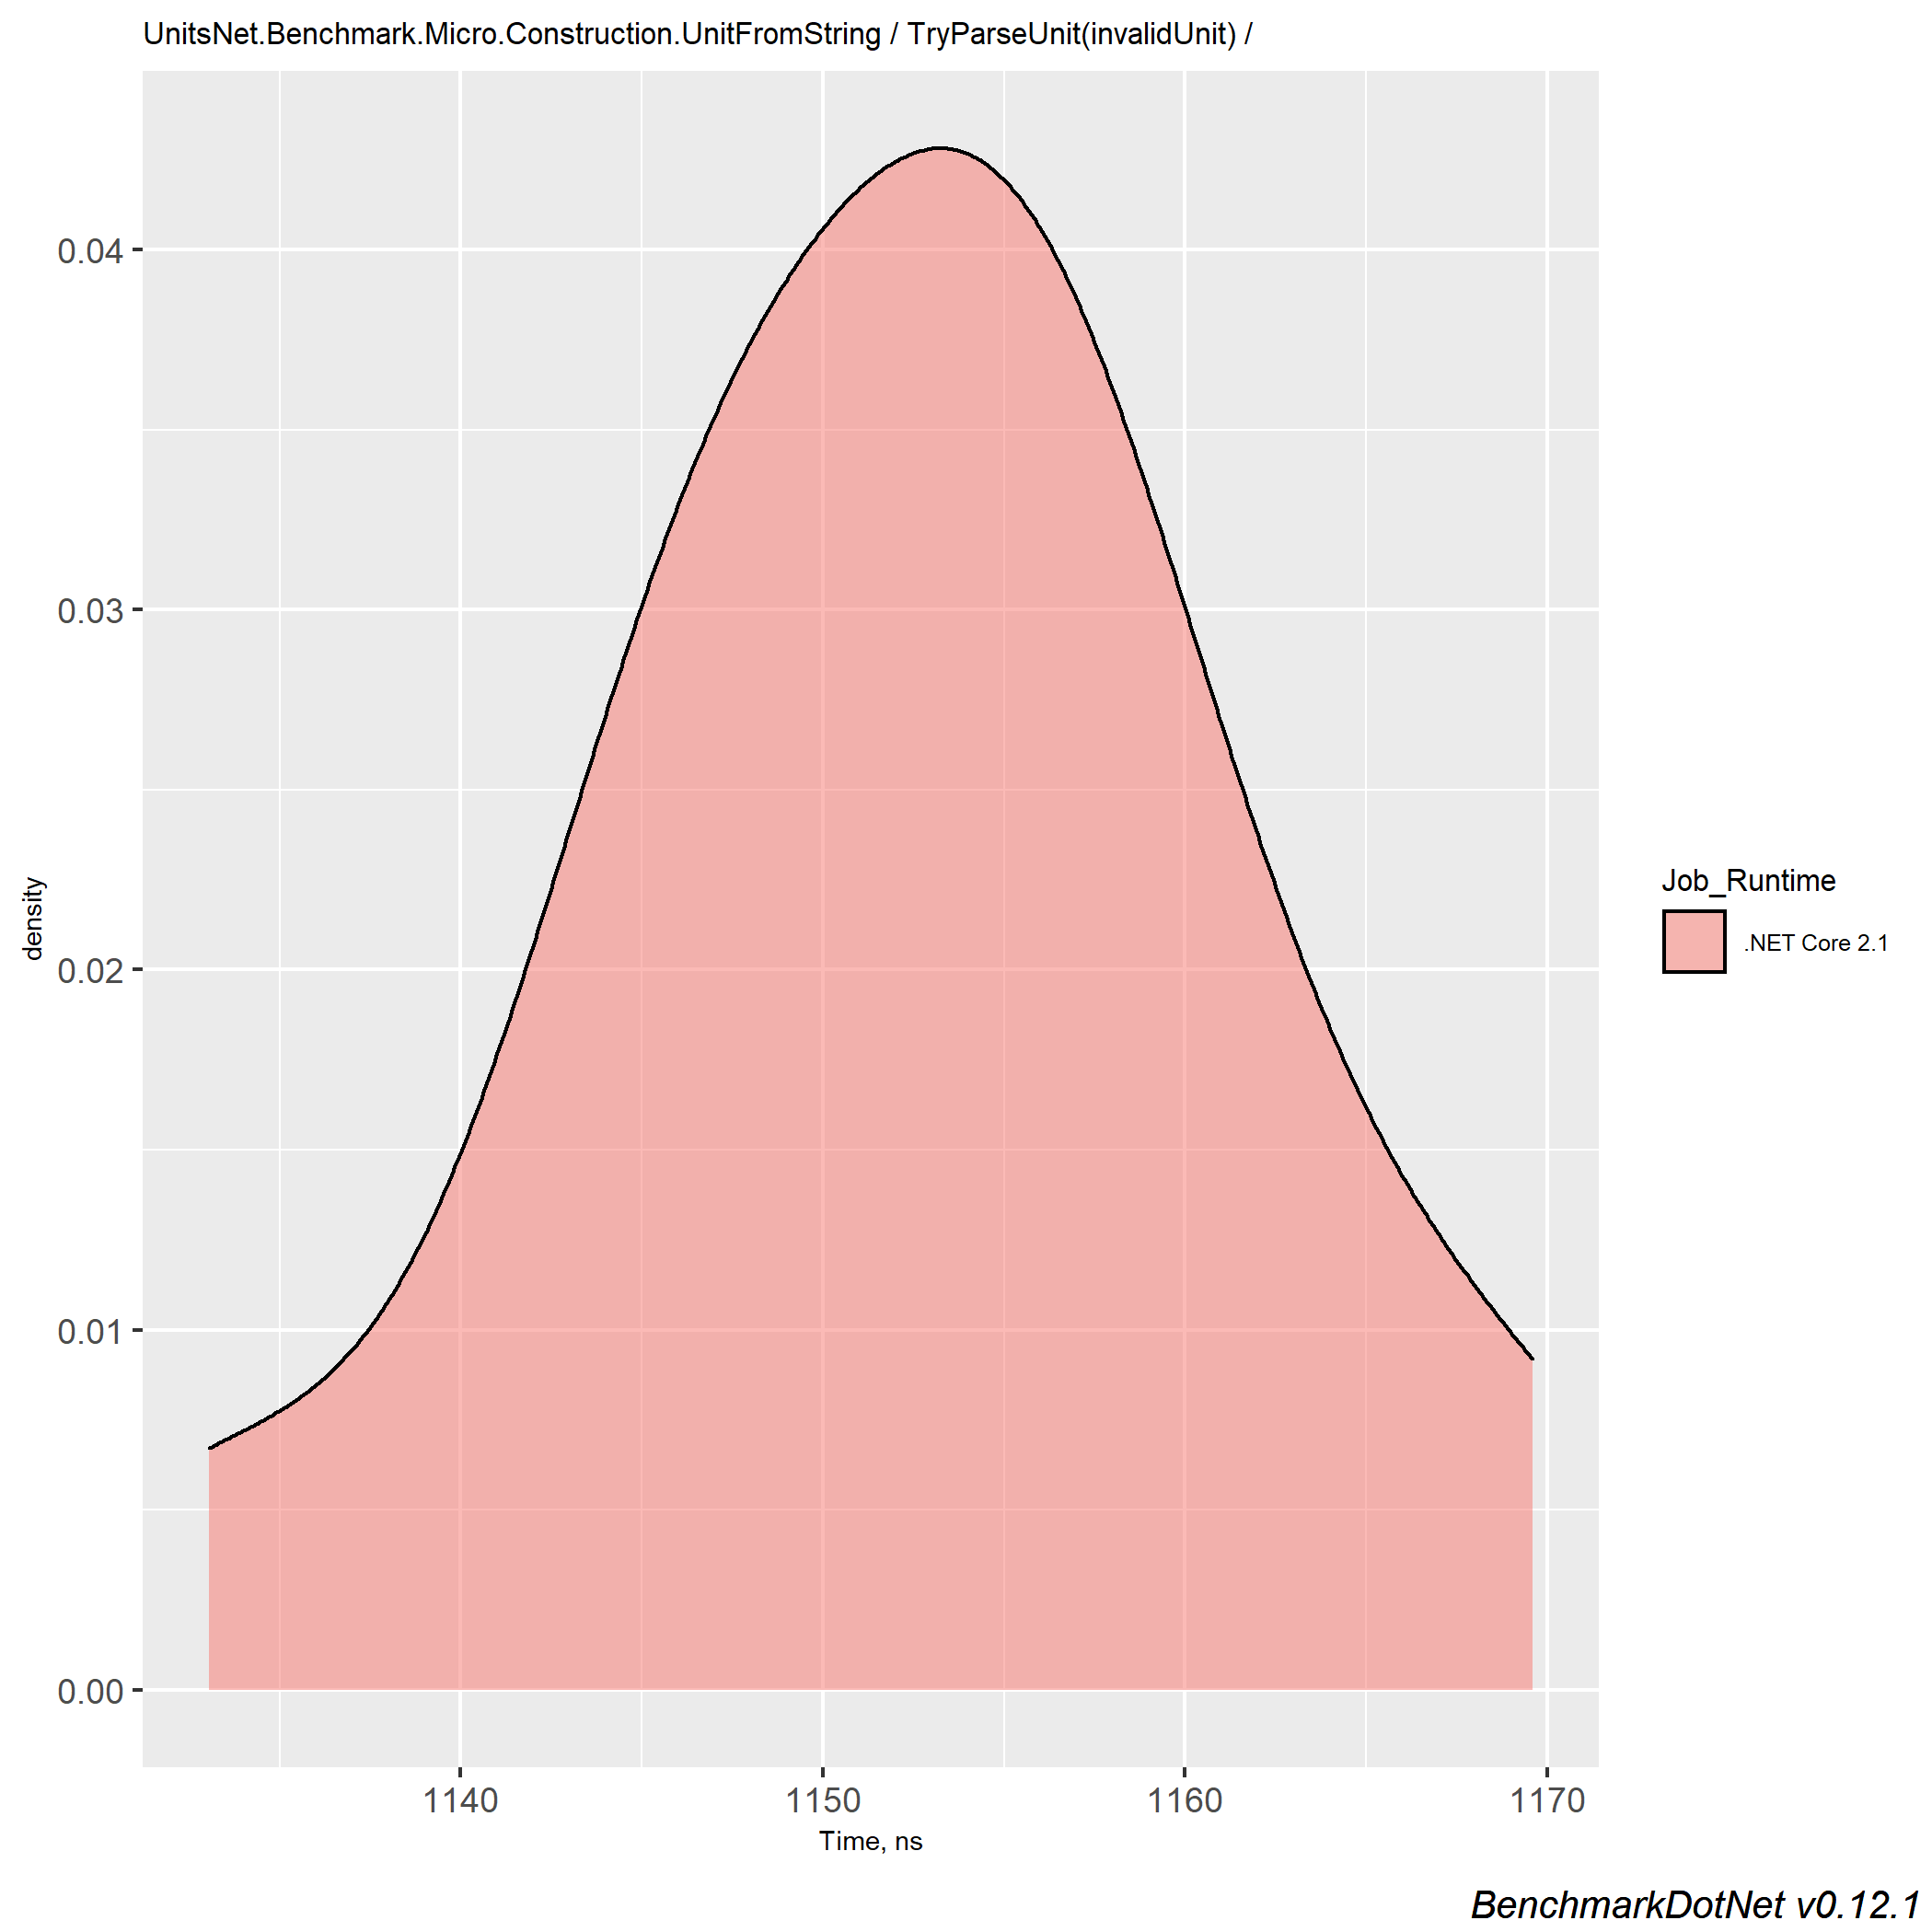 UnitsNet.Benchmark.Micro.Construction.UnitFromString / TryParseUnit(invalidUnit) /
0.04
0.03
0.02
0.01
0.00
density
1140 1150 1160 1170
Time, ns
Job_Runtime
.NET Core 2.1
BenchmarkDotNet v0.12.1